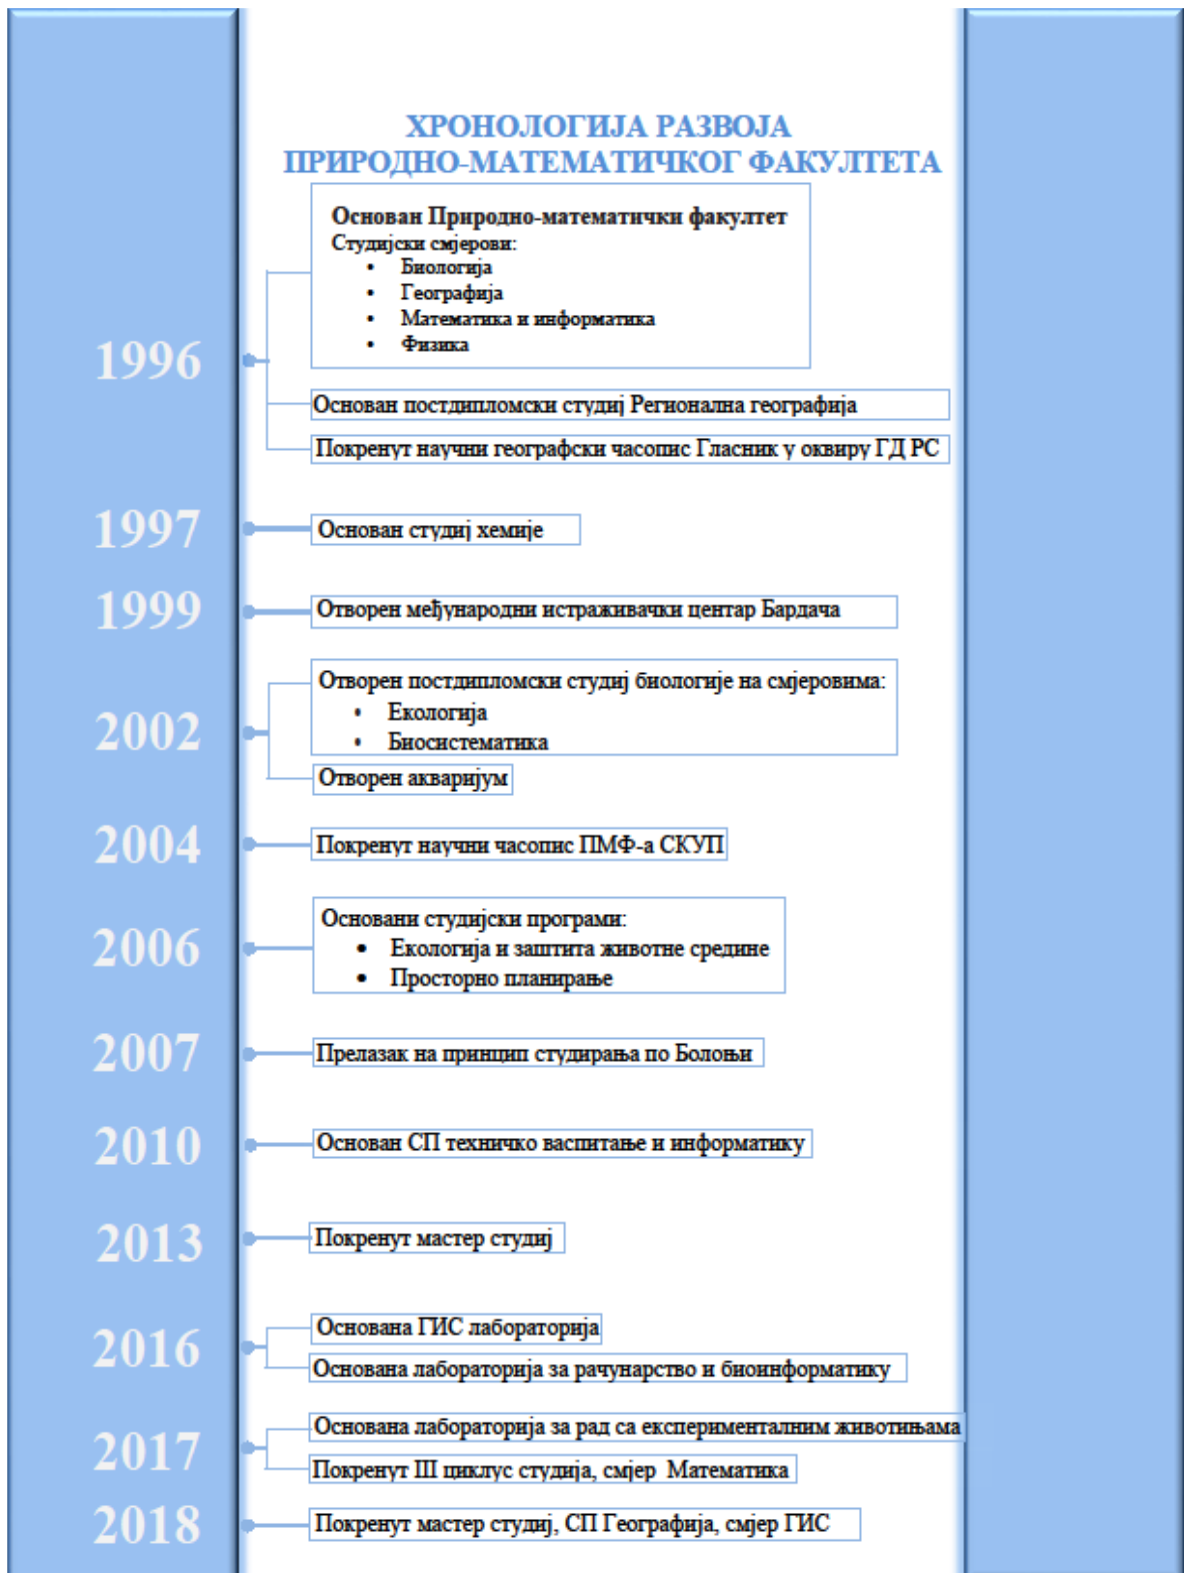 ХРОНОЛОГИЈА РАЗВОЈА
ПРИРОДНО-МАТЕМАТИЧКОГ ФАКУЛТЕТА
1996
Основан Природно-математички факултет
Студијски смјерови:
• Биологија
• Географија
• Математика и информатика
• Физика
Основан постдипломски студиј Регионална географија
Покренут научни географски часопис Гласник у оквиру ГД РС
1997
Основан студиј хемије
1999
Отворен међународни истраживачки центар Бардача
2002
Отворен постдипломски студиј биологије на смјеровима:
• Екологија
• Биосистематика
Отворен акваријум
2004
Покренут научни часопис ПМФ-а СКУП
2006
Основани студијски програми:
• Екологија и заштита животне средине
• Просторно планирање
2007
Прелазак на принцип студирања по Болоњи
2010
Основан СП техничко васпитање и информатику
2013
Покренут мастер студиј
2016
Основана ГИС лабораторија
Основана лабораторија за рачунарство и биоинформатику
2017
Основана лабораторија за рад са експерименталним животињама
Покренут III циклус студија, смјер Математика
2018
Покренут мастер студиј, СП Географија, смјер ГИС